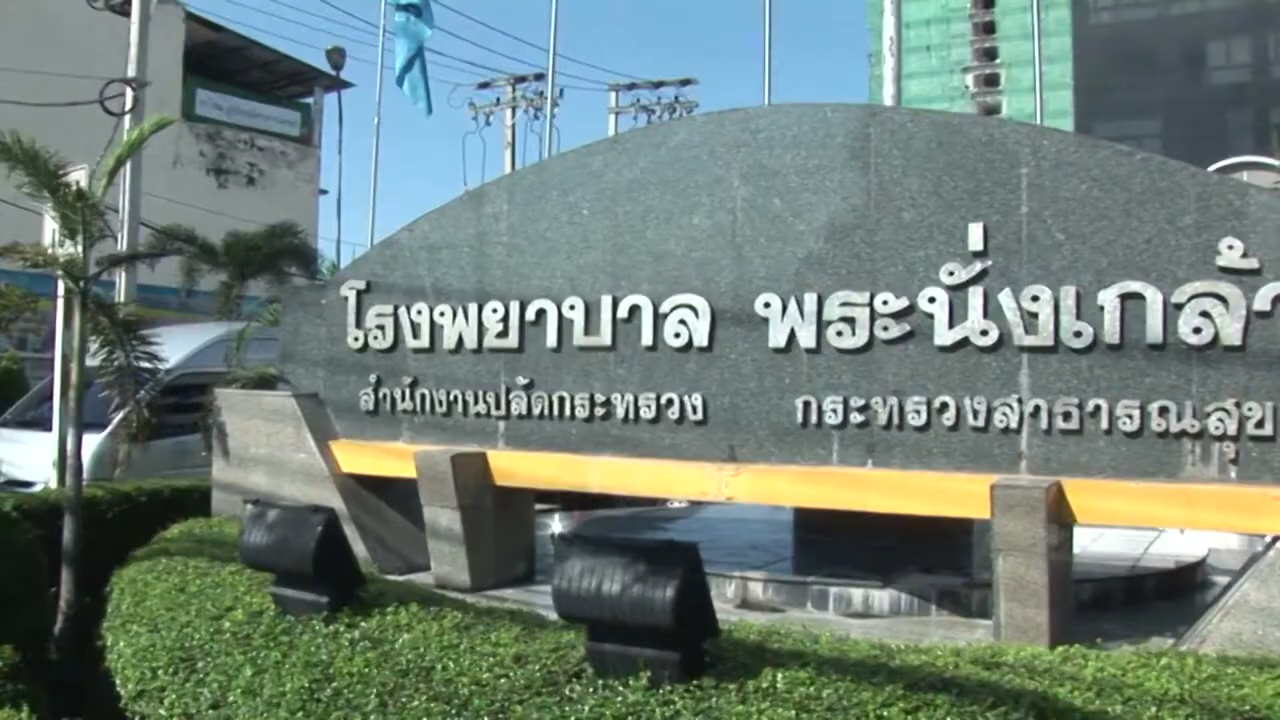 โรงพยาบาล พระนั่งเกล้า
สำนักงานปลัดกระทรวง กระทรวงสาธารณสุข